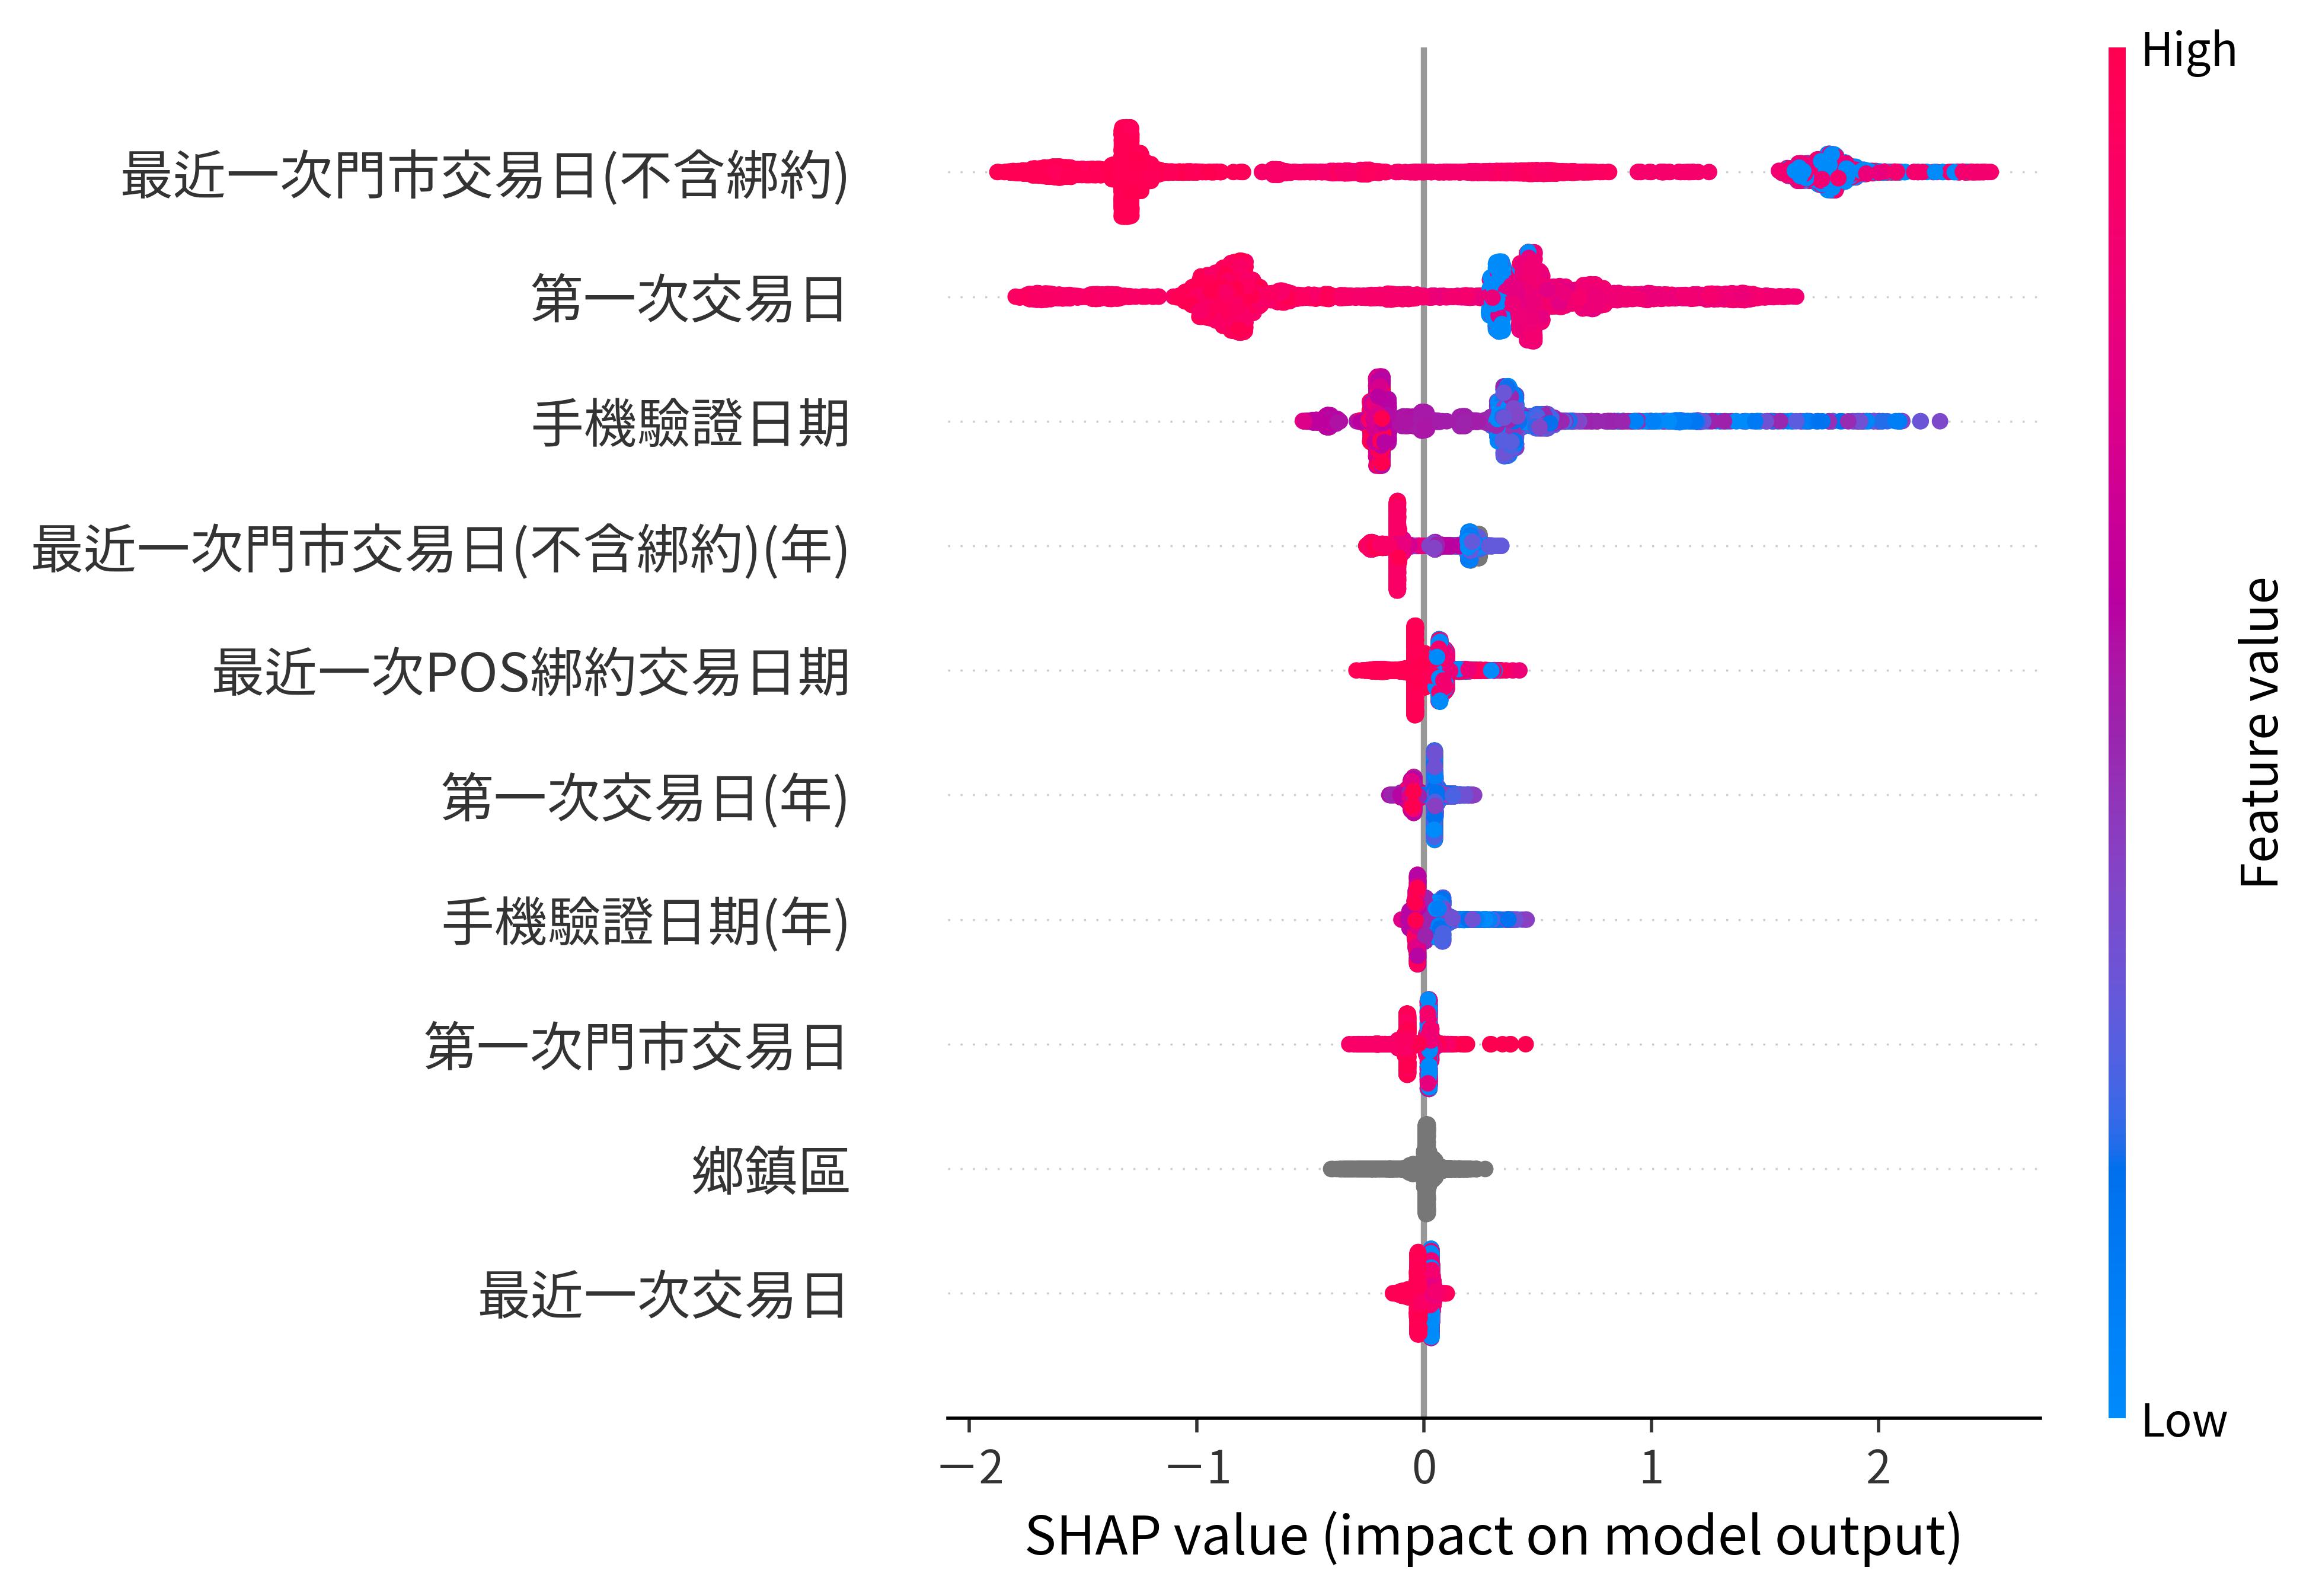 High
最近一次門市交易日(不含綁約)
第一次交易日
手機驗證日期
最近一次門市交易日(不含綁約)(年)
最近一次POS綁約交易日期
第一次交易日(年)
手機驗證日期(年)
第一次門市交易日
鄉鎮區
最近一次交易日
Feature value
Low
−2 −1 0 1 2
SHAP value (impact on model output)